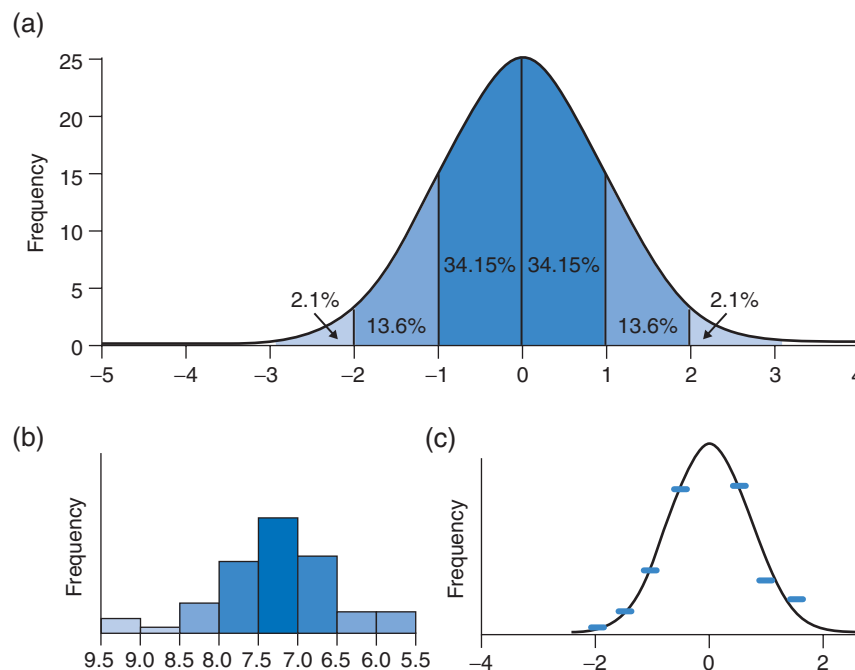 (a)
25
20
15
10
5
0
Frequency
34.15% 34.15%
2.1% 2.1%
13.6% 13.6%
−5 −4 −3 −2 −1 0 1 2 3 4
(b)
Frequency
9.5 9.0 8.5 8.0 7.5 7.0 6.5 6.0 5.5
(c)
Frequency
−4 −2 0 2